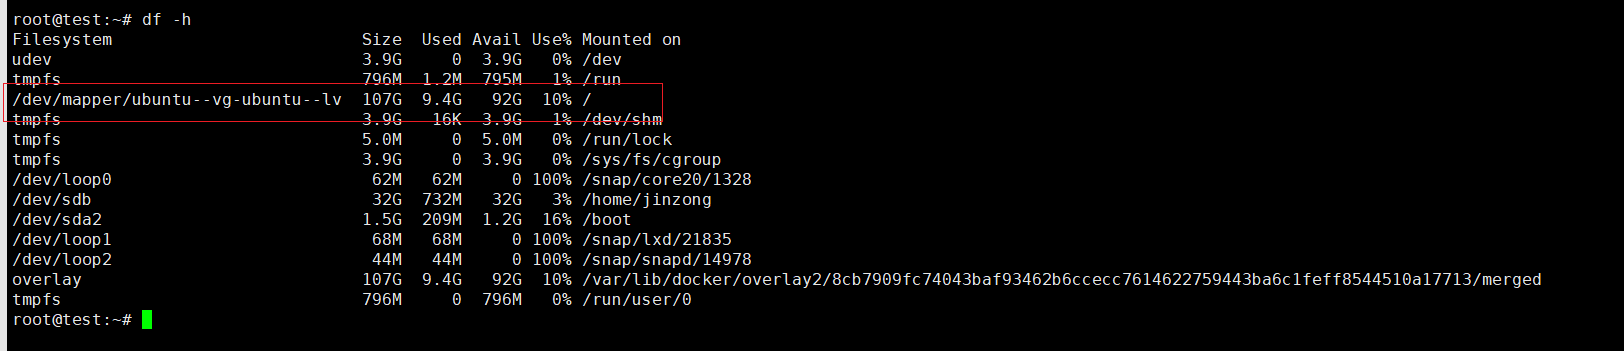 root@test:~# df -h
Filesystem                         Size  Used Avail Use% Mounted on
udev                               3.9G     0  3.9G   0% /dev
tmpfs                              796M  1.2M  795M   1% /run
/dev/mapper/ubuntu--vg-ubuntu--lv  107G  9.4G   92G  10% /
tmpfs                              3.9G   16K  3.9G   1% /dev/shm
tmpfs                              5.0M     0  5.0M   0% /run/lock
tmpfs                              3.9G     0  3.9G   0% /sys/fs/cgroup
/dev/loop0                          62M   62M     0 100% /snap/core20/1328
/dev/sdb                            32G  732M   32G   3% /home/jinzong
/dev/sda2                          1.5G  209M  1.2G  16% /boot
/dev/loop1                          68M   68M     0 100% /snap/lxd/21835
/dev/loop2                          44M   44M     0 100% /snap/snapd/14978
overlay                            107G  9.4G   92G  10% /var/lib/docker/overlay2/8cb7909fc74043baf93462b6ccecc7614622759443ba6c1feff8544510a17713/merged
tmpfs                              796M     0  796M   0% /run/user/0
root@test:~#